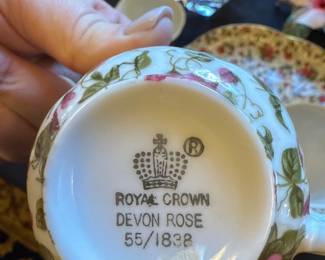 ®
ROYAL CROWN
DEVON ROSE
55/1838